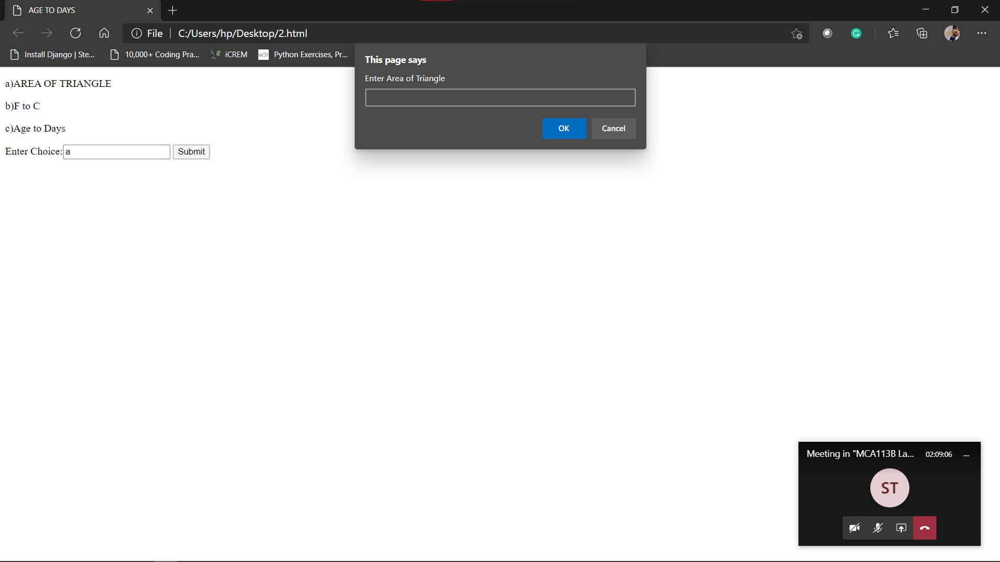 AGE TO DAYS
File
C:/Users/hp/Desktop/2.html
Install Django | Ste...
10,000+ Coding Pra...
iCREM
w3r
Python Exercises, Pr...
G
This page says
Enter Area of Triangle
OK
Cancel
a)AREA OF TRIANGLE
b)F to C
c)Age to Days
Enter Choice: a Submit
Meeting in "MCA113B La... 02:09:06
ST